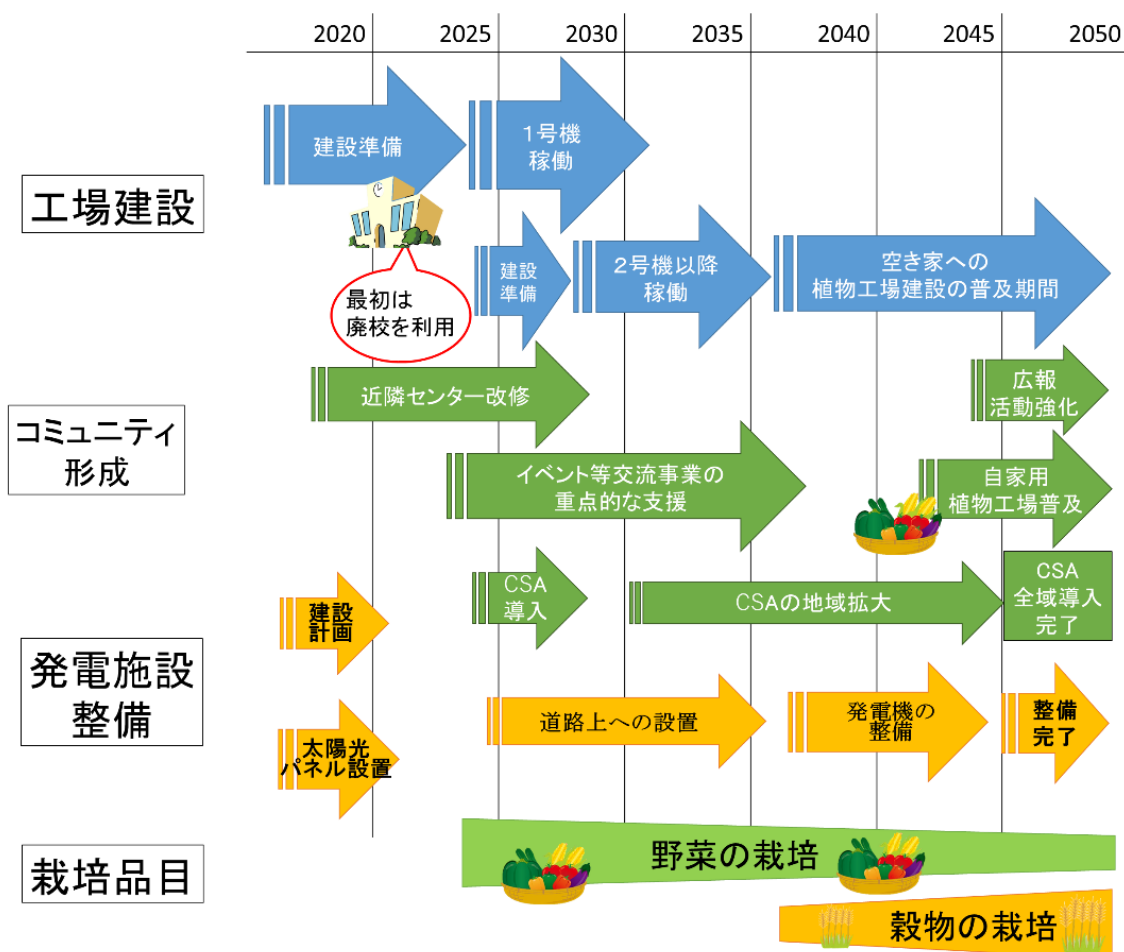 2020
2025
2030
2035
2040
2045
2050
工場建設
建設準備
1号機
稼働
最初は
廃校を利用
建設
準備
2号機以降
稼働
空き家への
植物工場建設の普及期間
コミュニティ
形成
近隣センター改修
広報
活動強化
イベント等交流事業の
重点的な支援
自家用
植物工場普及
CSA
導入
CSAの地域拡大
CSA
全域導入
完了
発電施設
整備
建設
計画
太陽光
パネル設置
道路上への設置
発電機の
整備
整備
完了
栽培品目
野菜の栽培
穀物の栽培